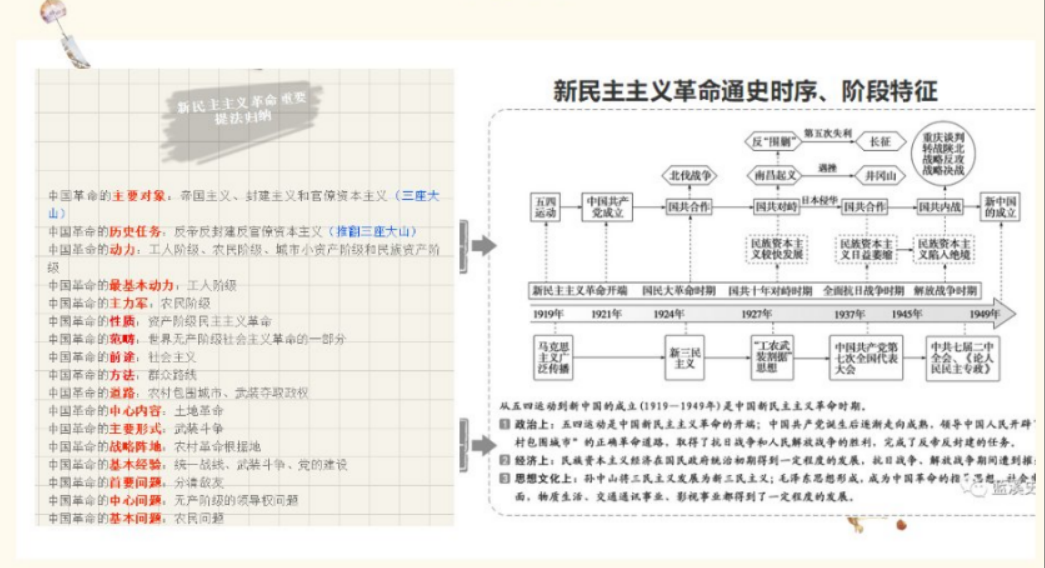 新民主主义革命重要
提法归纳
中国革命的主要对象：帝国主义、封建主义和官僚资本主义（三座大
山）
中国革命的历史任务：反帝反封建反官僚资本主义（推翻三座大山）
中国革命的动力：工人阶级、农民阶级、城市小资产阶级和民族资产阶
级
中国革命的最基本动力：工人阶级
中国革命的主力军：农民阶级
中国革命的性质：资产阶级民主主义革命
中国革命的范畴：世界无产阶级社会主义革命的一部分
中国革命的前途：社会主义
中国革命的方法：群众路线
中国革命的道路：农村包围城市、武装夺取政权
中国革命的中心内容：土地革命
中国革命的主要形式：武装斗争
中国革命的战略阵地：农村革命根据地
中国革命的基本经验：统一战线、武装斗争、党的建设
中国革命的首要问题：分清敌友
中国革命的中心问题：无产阶级的领导权问题
中国革命的基本问题：农民问题
新民主主义革命通史时序、阶段特征
反“围剿”
第五次失利
长征
重庆谈判
转战陕北
战略反攻
战略决战
北伐战争
南昌起义
遇挫
井冈山
五四
运动
中国共产
党成立
国共合作
国共对峙
日本侵华
国共合作
国共内战
新中国
的成立
民族资本主
义较快发展
民族资本主
义日益萎缩
民族资本主
义陷入绝境
新民主主义革命开端
国民大革命时期
国共十年对峙时期
全面抗日战争时期
解放战争时期
1919年
1921年
1924年
1927年
1937年
1945年
1949年
马克思
主义广
泛传播
新三民
主义
“工农武
装割据”
思想
中国共产党第
七次全国代表
大会
中共七届二中
全会、《论人
民民主专政》
从五四运动到新中国的成立(1919—1949年)是中国新民主主义革命时期。
1 政治上：五四运动是中国新民主主义革命的开端；中国共产党诞生后逐渐走向成熟，领导中国人民开辟
村包围城市”的正确革命道路，取得了抗日战争和人民解放战争的胜利，完成了反帝反封建的任务。
2 经济上：民族资本主义经济在国民政府统治初期得到一定程度的发展，抗日战争、解放战争期间遭到摧
3 思想文化上：孙中山将三民主义发展为新三民主义；毛泽东思想形成，成为中国革命的指导思想。社会
面，物质生活、交通通讯事业、影视事业都得到了一定程度的发展。
蓝溪